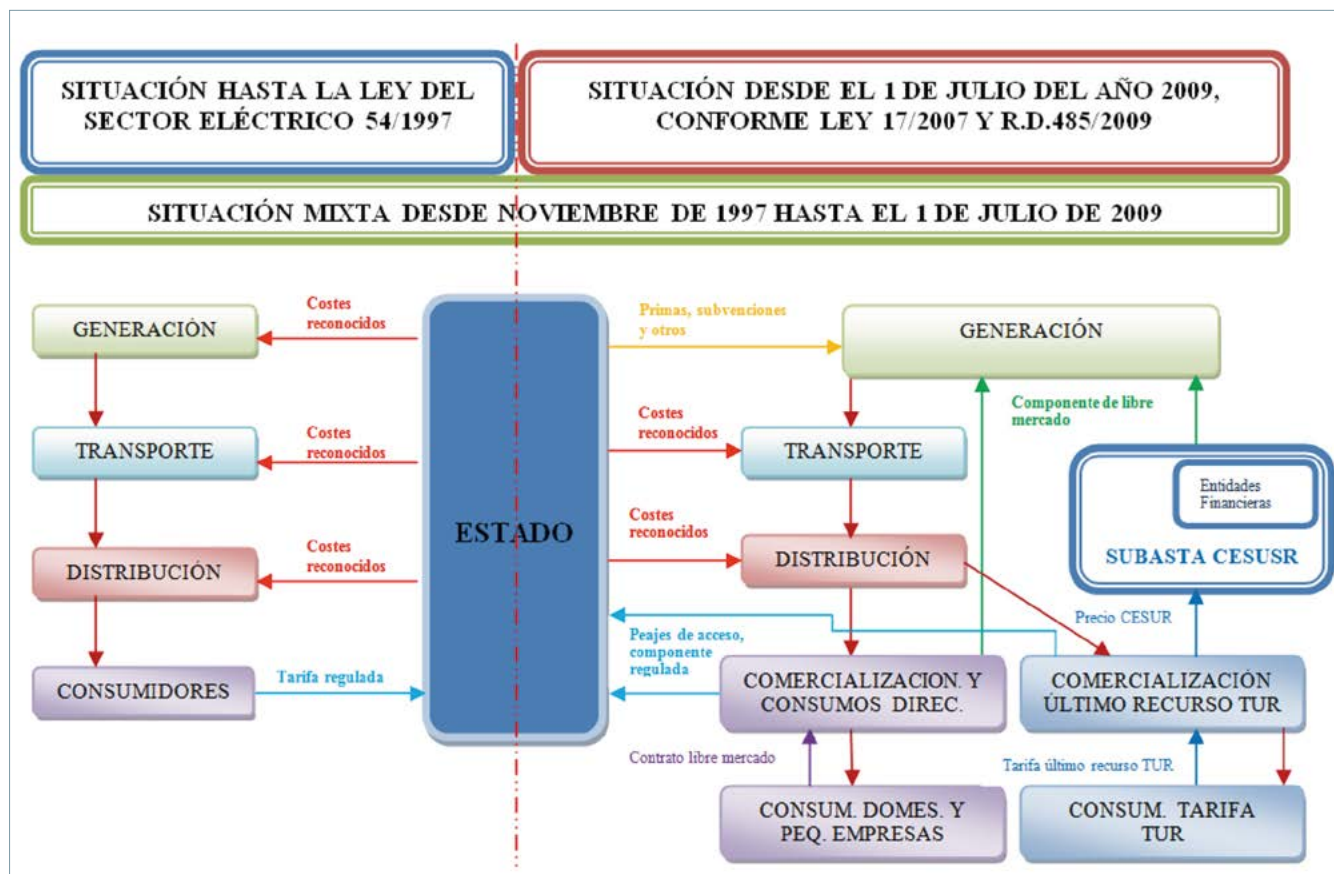 SITUACIÓN HASTA LA LEY DEL
SECTOR ELÉCTRICO 54/1997
SITUACIÓN DESDE EL 1 DE JULIO DEL AÑO 2009,
CONFORME LEY 17/2007 Y R.D.485/2009
SITUACIÓN MIXTA DESDE NOVIEMBRE DE 1997 HASTA EL 1 DE JULIO DE 2009
GENERACIÓN
Costes
reconocidos
TRANSPORTE
Costes
reconocidos
DISTRIBUCIÓN
Costes
reconocidos
CONSUMIDORES
Tarifa regulada
ESTADO
Primas, subvenciones
y otros
GENERACIÓN
Costes
reconocidos
TRANSPORTE
Componente de libre
mercado
Entidades
Financieras
SUBASTA CESUSR
Costes
reconocidos
DISTRIBUCIÓN
Precio CESUR
Peajes de acceso,
componente
regulada
COMERCIALIZACION. Y
CONSUMOS DIREC.
COMERCIALIZACIÓN
ÚLTIMO RECURSO TUR
Contrato libre mercado
Tarifa último recurso TUR
CONSUM. DOMES. Y
PEQ. EMPRESAS
CONSUM. TARIFA
TUR